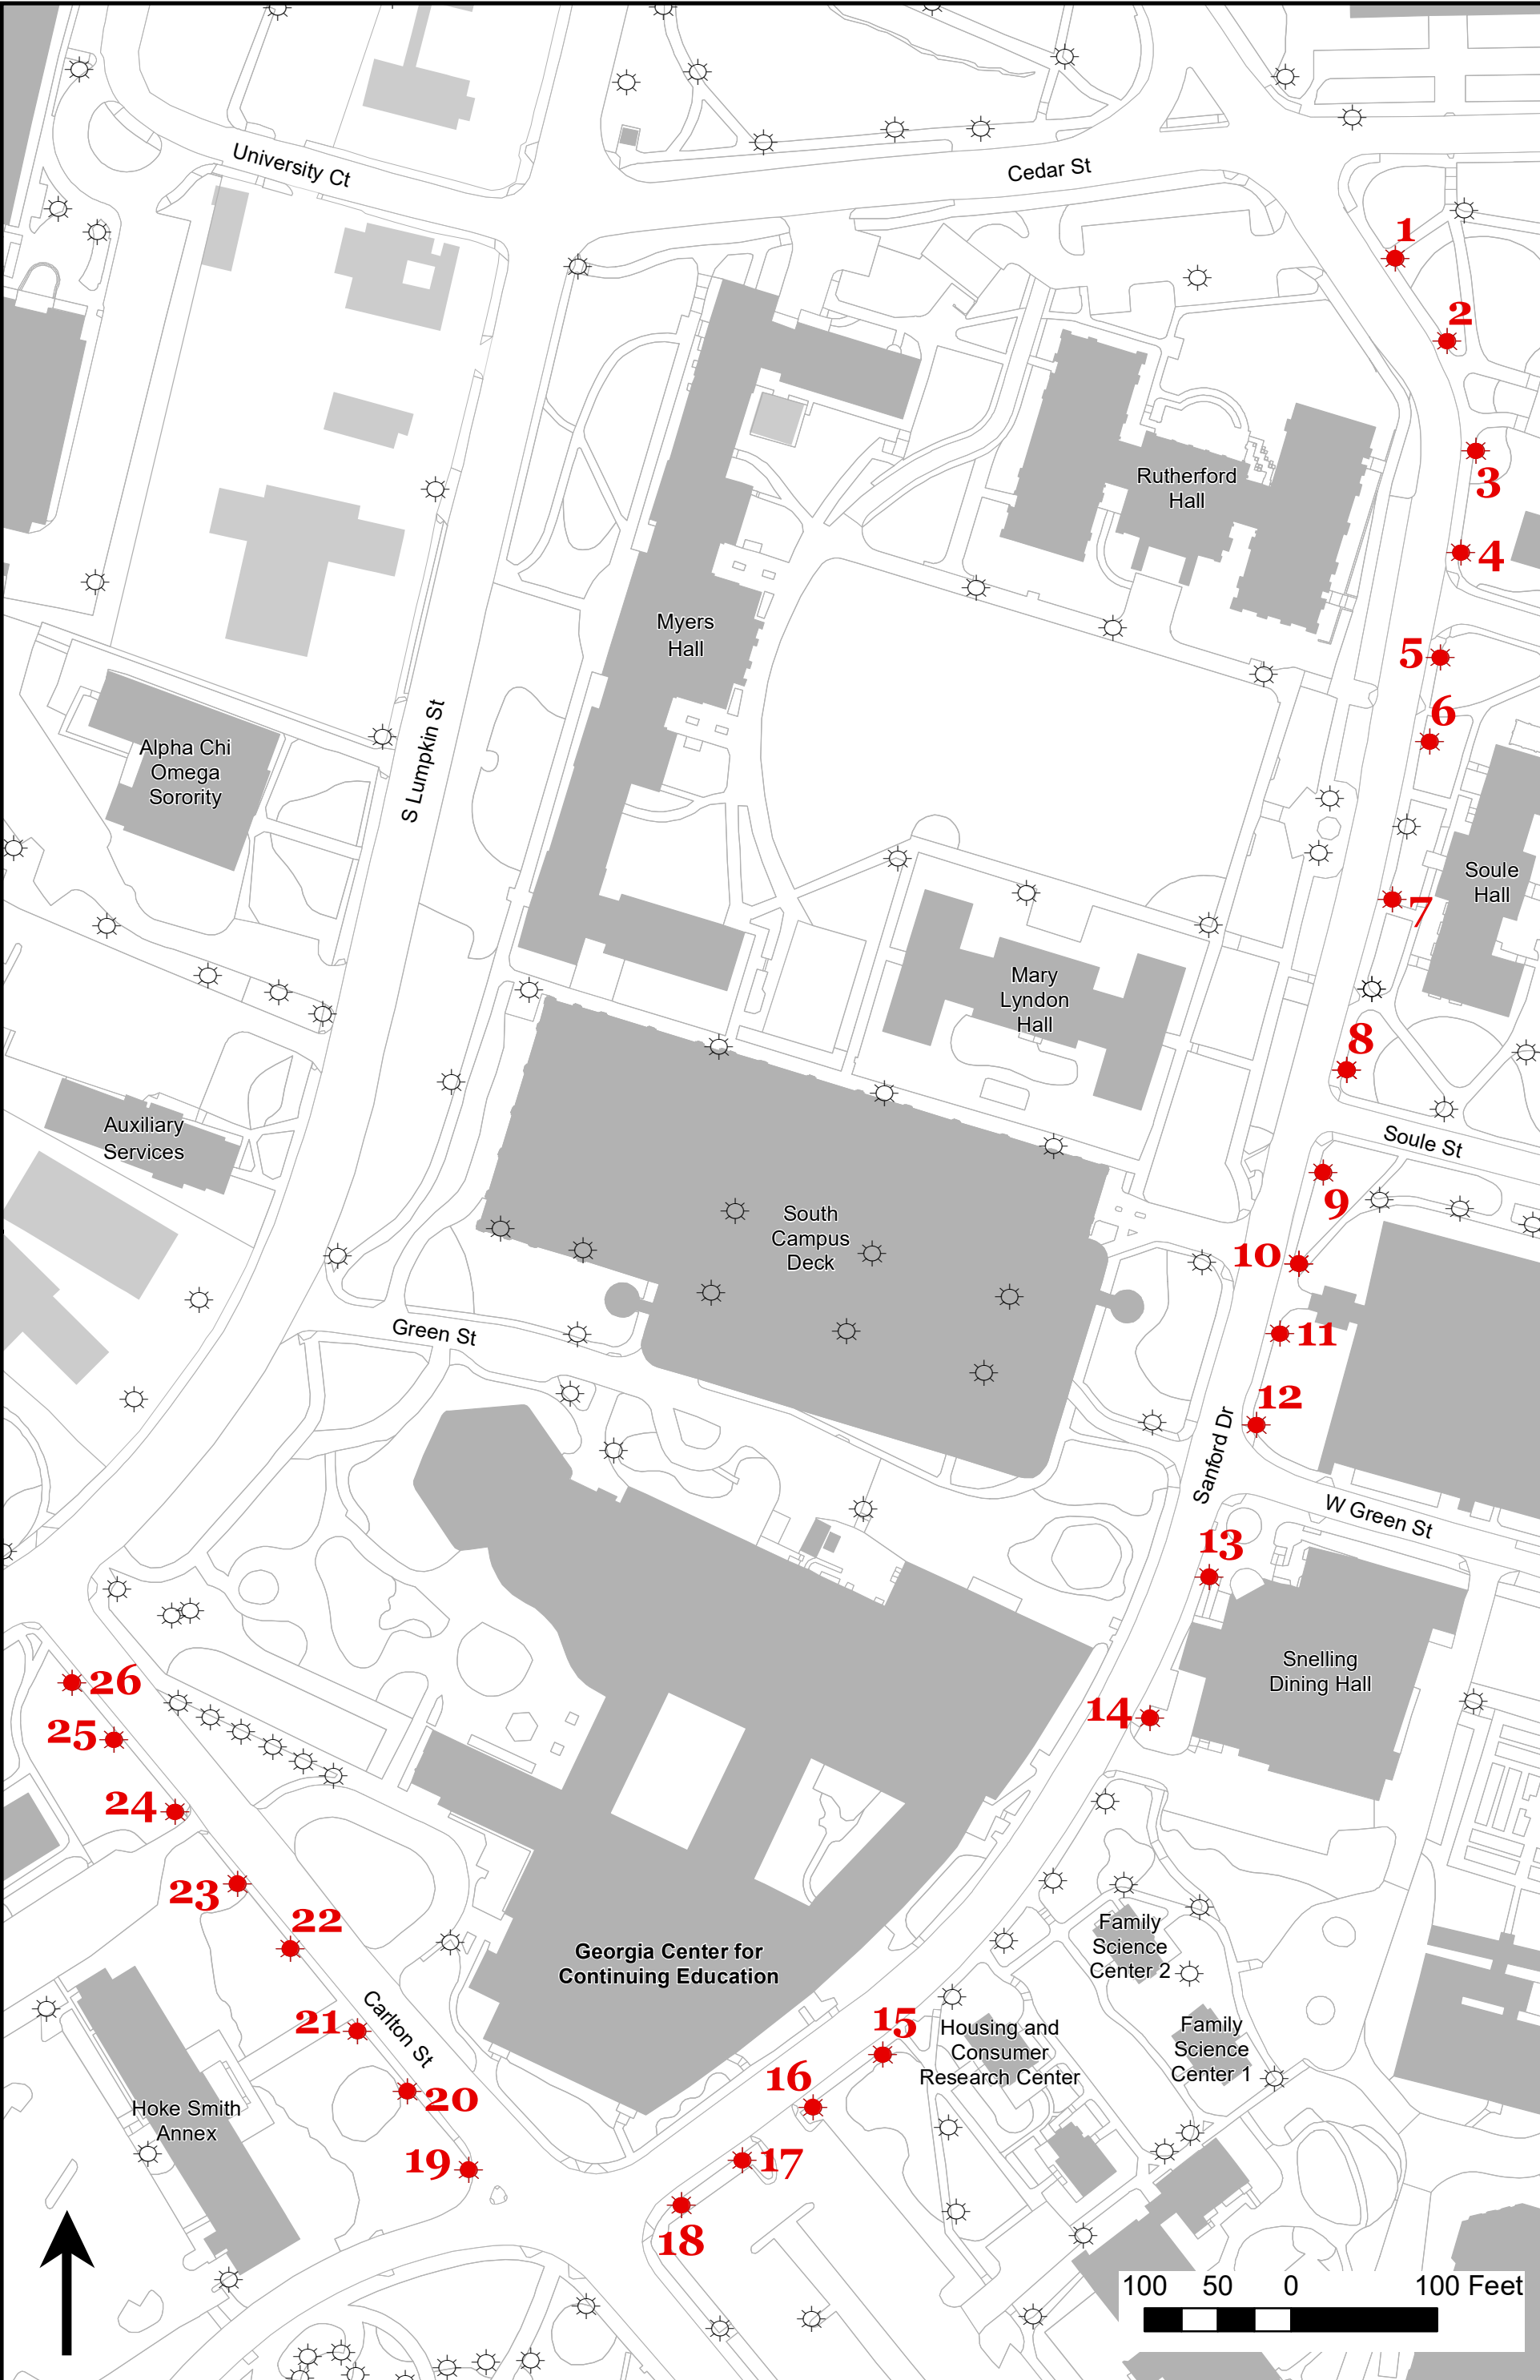 University Ct
Cedar St
1
2
3
Rutherford
Hall
4
Myers
Hall
5
6
S Lumpkin St
Alpha Chi
Omega
Sorority
Soule
Hall
7
Mary
Lyndon
Hall
8
Auxiliary
Services
Soule St
9
South
Campus
Deck
10
Green St
11
12
Sanford Dr
W Green St
13
Snelling
Dining Hall
26
14
25
24
23
22
Family
Science
Center 2
Georgia Center for
Continuing Education
21
Carlton St
15
Housing and
Consumer
Research Center
Family
Science
Center 1
16
20
Hoke Smith
Annex
19
17
18
100 50 0 100 Feet